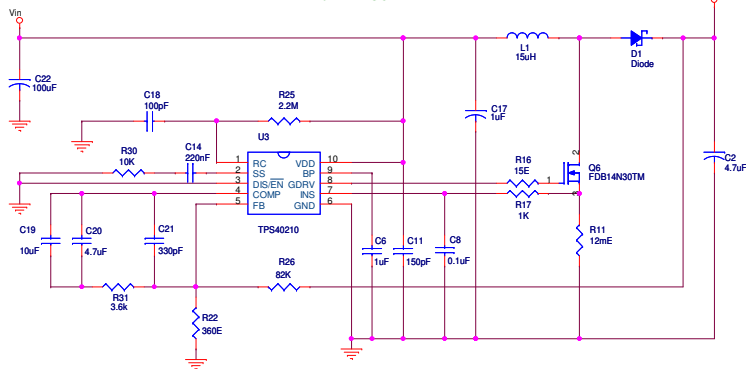 Vin
L1
15uH
D1
Diode
C22
100uF
C18
100pF
R25
2.2M
C17
1uF
U3
R30
10K
C14
220nF
1
2
3
4
5
RC
SS
DIS/EN
COMP
FB
VDD
BP
GDRV
INS
GND
10
9
8
7
6
TPS40210
R16
15E
R17
1K
2
1
3
Q6
FDB14N30TM
C2
4.7uF
C19
10uF
C20
4.7uF
C21
330pF
C6
1uF
C11
150pF
C8
0.1uF
R11
12mE
R31
3.6k
R26
82K
R22
360E